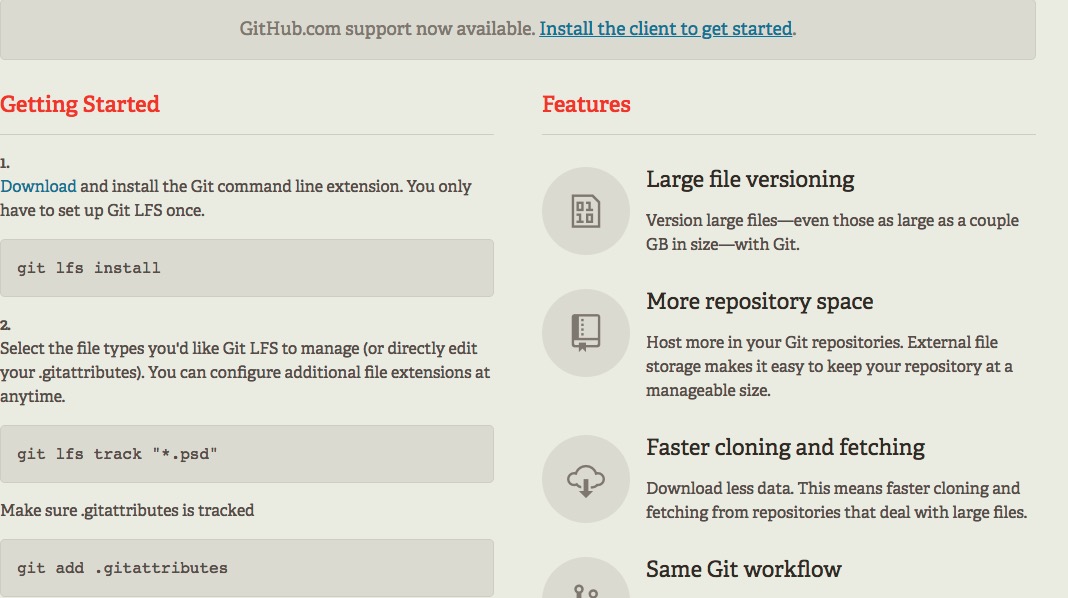 GitHub.com support now available. Install the client to get started.
Getting Started
1.
Download and install the Git command line extension. You only
have to set up Git LFS once.
git lfs install
2.
Select the file types you'd like Git LFS to manage (or directly edit
your .gitattributes). You can configure additional file extensions at
anytime.
git lfs track "*.psd"
Make sure .gitattributes is tracked
git add .gitattributes
Features
01
10
Large file versioning
Version large files—even those as large as a couple
GB in size—with Git.
More repository space
Host more in your Git repositories. External file
storage makes it easy to keep your repository at a
manageable size.
Faster cloning and fetching
Download less data. This means faster cloning and
fetching from repositories that deal with large files.
Same Git workflow